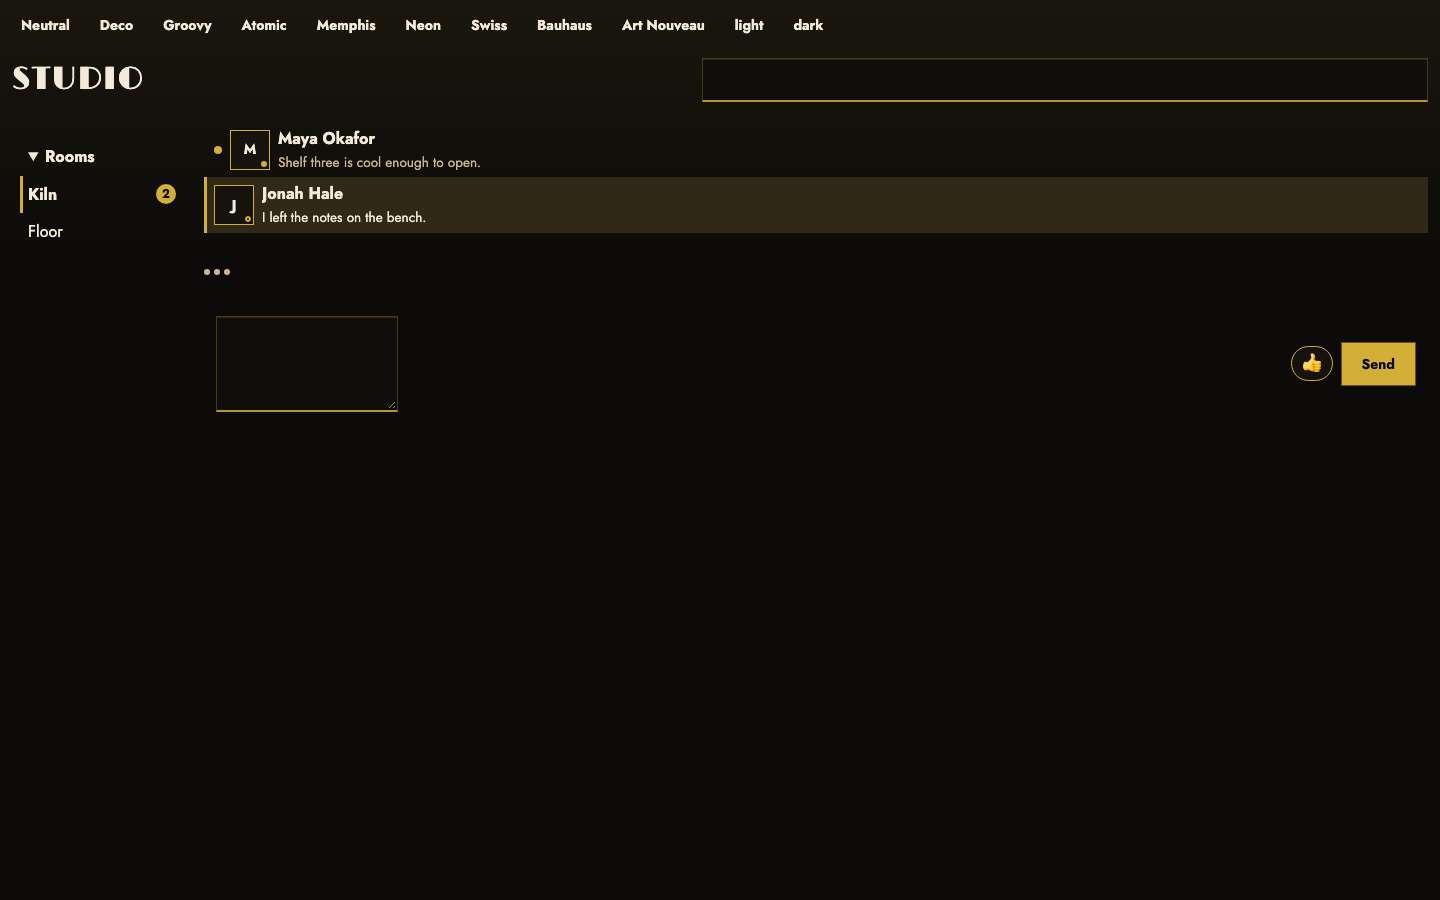 Neutral Deco Groovy Atomic Memphis Neon Swiss Bauhaus Art Nouveau light dark
STUDIO
Rooms
Kiln 2
Floor
M Maya Okafor
Shelf three is cool enough to open.
J Jonah Hale
I left the notes on the bench.
Send